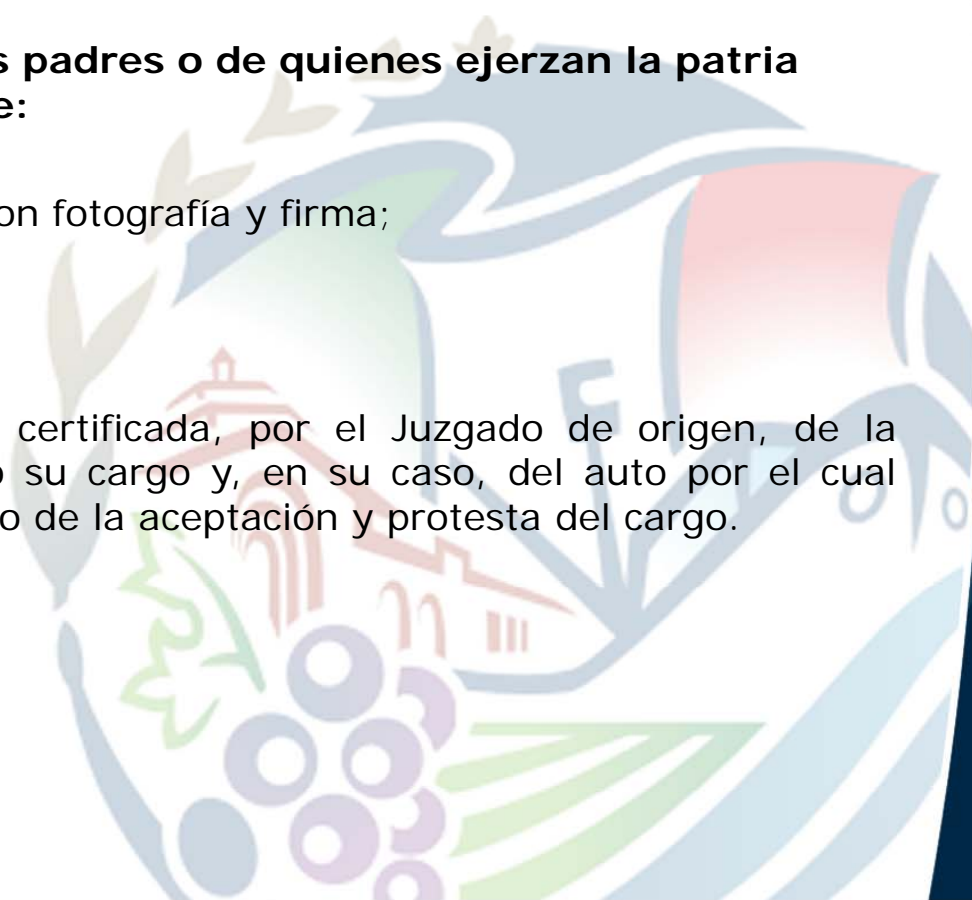 s padres o de quienes ejerzan la patria
e:
on fotografía y firma;
certificada, por el Juzgado de origen, de la
o su cargo y, en su caso, del auto por el cual
o de la aceptación y protesta del cargo.